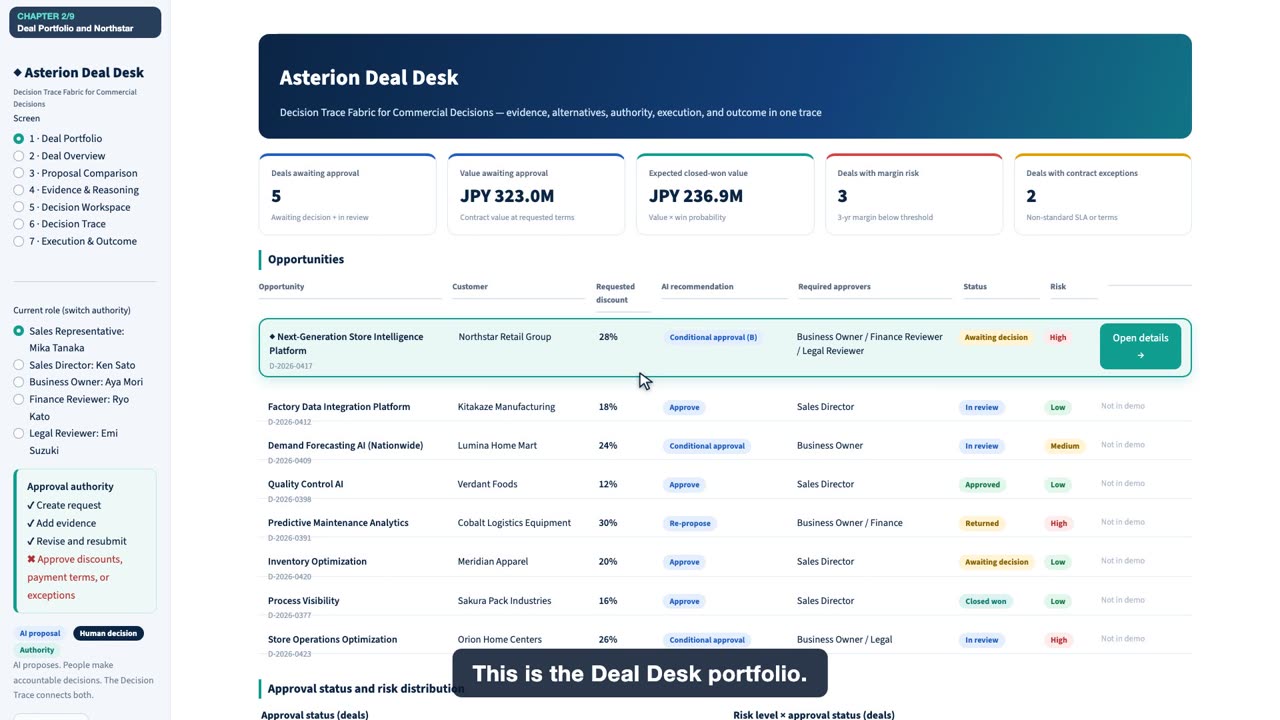 CHAPTER 2/9
Deal Portfolio and Northstar
◆ Asterion Deal Desk
Decision Trace Fabric for Commercial
Decisions
Screen
1 · Deal Portfolio
2 · Deal Overview
3 · Proposal Comparison
4 · Evidence & Reasoning
5 · Decision Workspace
6 · Decision Trace
7 · Execution & Outcome
Current role (switch authority)
Sales Representative:
Mika Tanaka
Sales Director: Ken Sato
Business Owner: Aya Mori
Finance Reviewer: Ryo
Kato
Legal Reviewer: Emi
Suzuki
Approval authority
✔ Create request
✔ Add evidence
✔ Revise and resubmit
✖ Approve discounts,
payment terms, or
exceptions
AI proposal Human decision
Authority
AI proposes. People make
accountable decisions. The Decision
Trace connects both.
Asterion Deal Desk
Decision Trace Fabric for Commercial Decisions — evidence, alternatives, authority, execution, and outcome in one trace
Deals awaiting approval
5
Awaiting decision + in review
Value awaiting approval
JPY 323.0M
Contract value at requested terms
Expected closed-won value
JPY 236.9M
Value × win probability
Deals with margin risk
3
3-yr margin below threshold
Deals with contract exceptions
2
Non-standard SLA or terms
Opportunities
Opportunity Customer Requested discount AI recommendation Required approvers Status Risk
◆ Next-Generation Store Intelligence Platform Northstar Retail Group 28% Conditional approval (B) Business Owner / Finance Reviewer / Legal Reviewer Awaiting decision High Open details →
D-2026-0417
Factory Data Integration Platform Kitakaze Manufacturing 18% Approve Sales Director In review Low Not in demo
D-2026-0412
Demand Forecasting AI (Nationwide) Lumina Home Mart 24% Conditional approval Business Owner In review Medium Not in demo
D-2026-0409
Quality Control AI Verdant Foods 12% Approve Sales Director Approved Low Not in demo
D-2026-0398
Predictive Maintenance Analytics Cobalt Logistics Equipment 30% Re-propose Business Owner / Finance Returned High Not in demo
D-2026-0391
Inventory Optimization Meridian Apparel 20% Approve Sales Director Awaiting decision Low Not in demo
D-2026-0420
Process Visibility Sakura Pack Industries 16% Approve Sales Director Closed won Low Not in demo
D-2026-0377
Store Operations Optimization Orion Home Centers 26% Conditional approval Business Owner / Legal In review High Not in demo
D-2026-0423
This is the Deal Desk portfolio.
Approval status and risk distribution
Approval status (deals) Risk level × approval status (deals)